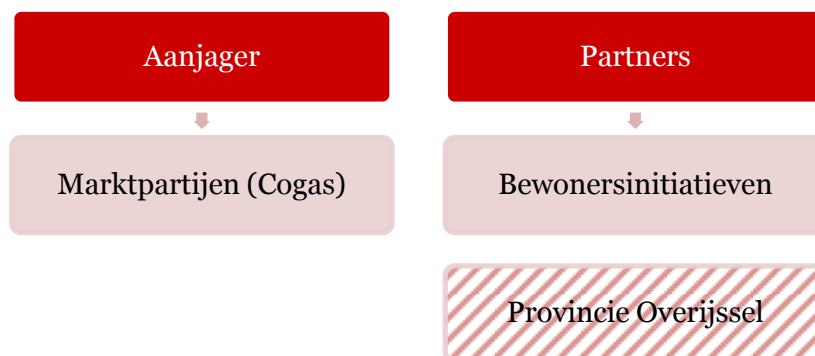 Aanjager
Partners
Marktpartijen (Cogas)
Bewonersinitiatieven
Provincie Overijssel